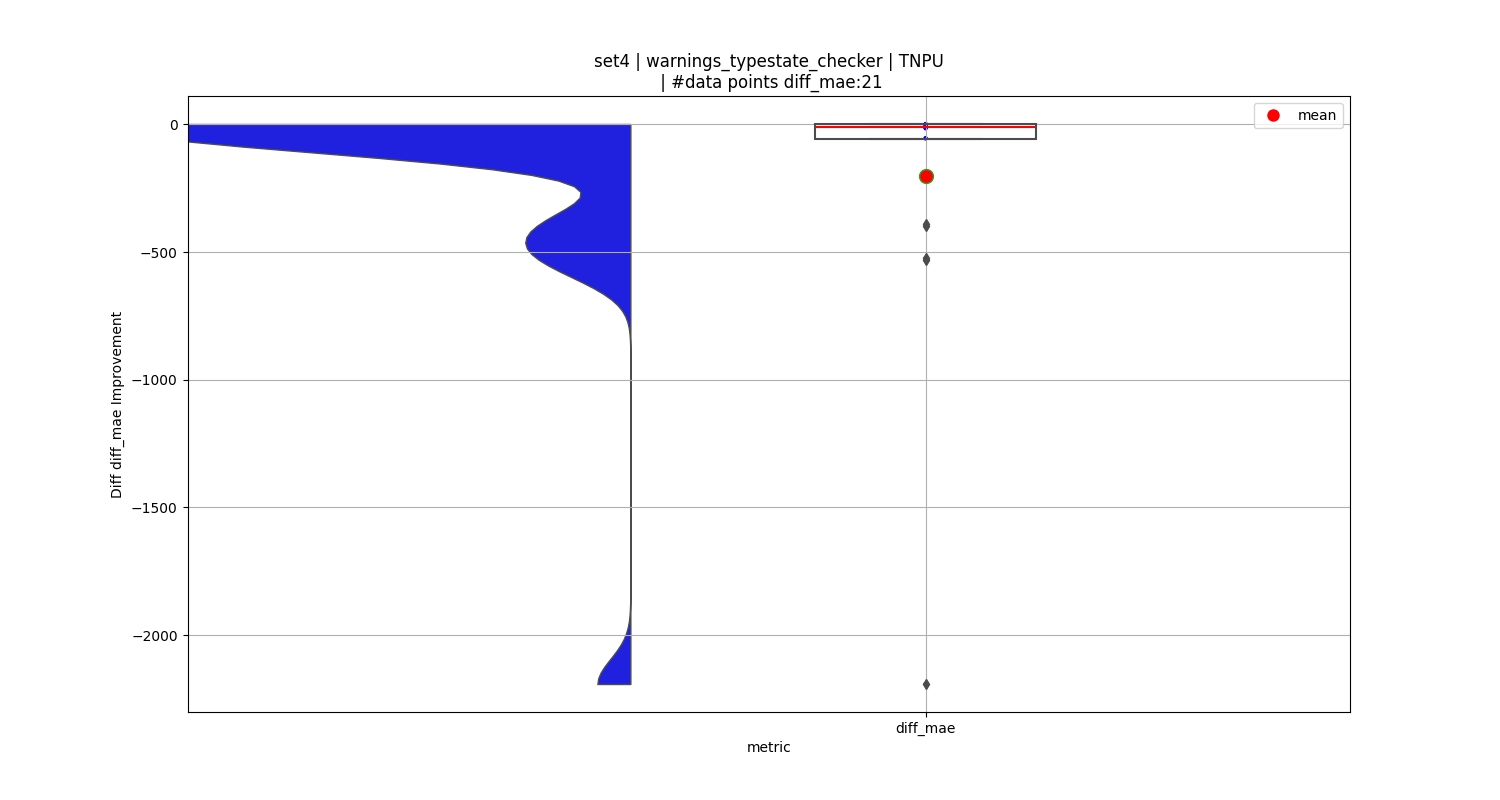 set4 | warnings_typestate_checker | TNPU
| #data points diff_mae:21
mean
Diff diff_mae Improvement
0
−500
−1000
−1500
−2000
diff_mae
metric